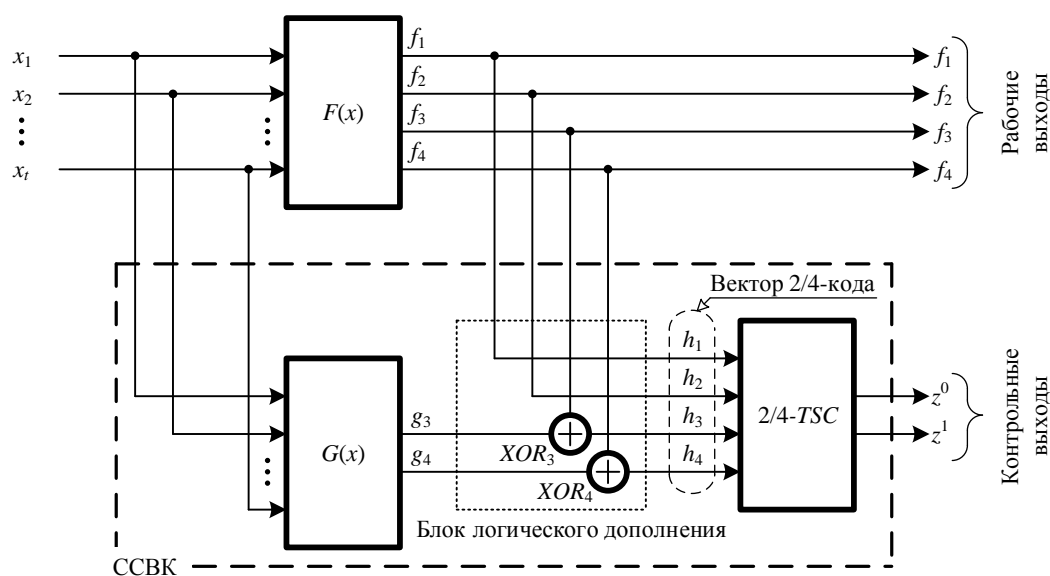 x1
x2
xt
F(x)
f1
f2
f3
f4
f1
f2
f3
f4
Рабочие
выходы
Вектор 2/4-кода
G(x)
g3
g4
XOR3
XOR4
h1
h2
h3
h4
2/4-TSC
z0
z1
Контрольные
выходы
Блок логического дополнения
ССВК